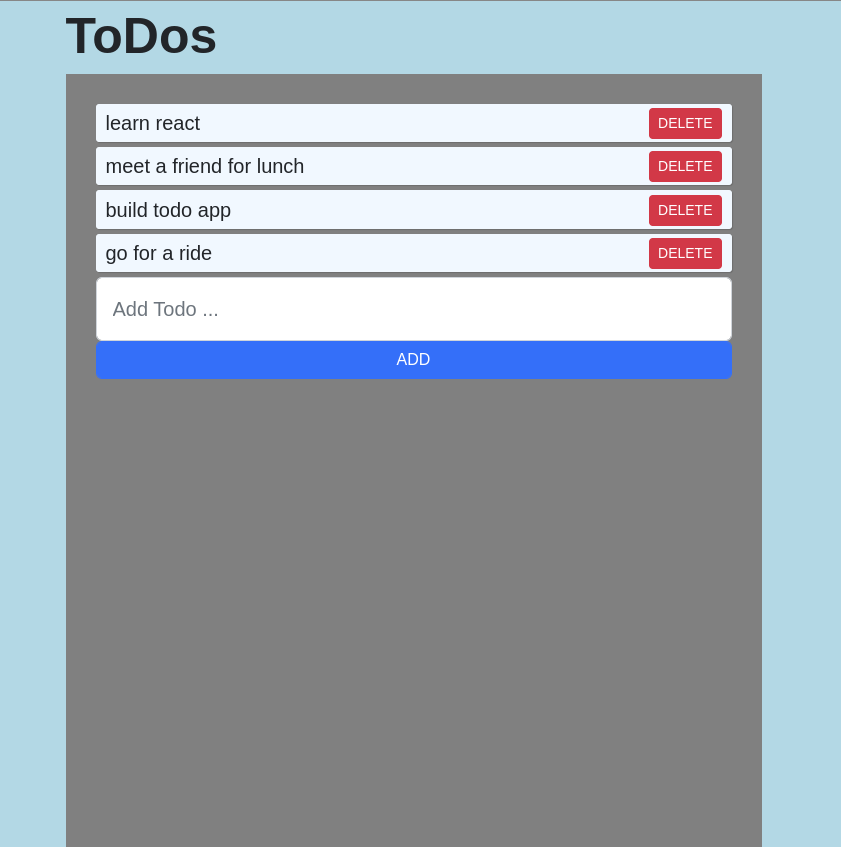 ToDos
learn react DELETE
meet a friend for lunch DELETE
build todo app DELETE
go for a ride DELETE
Add Todo ...
ADD